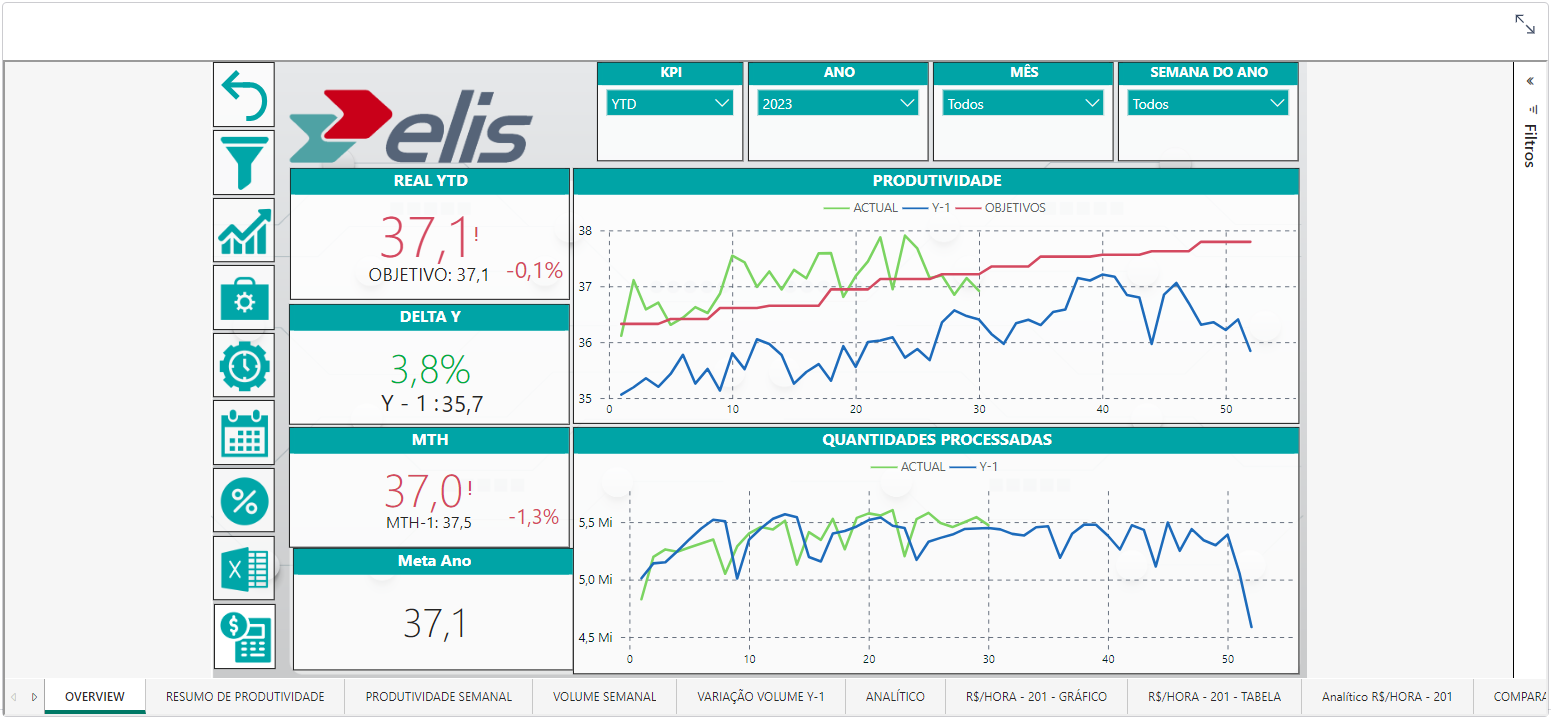 elis
KPI
YTD
ANO
2023
MÊS
Todos
SEMANA DO ANO
Todos
Filtros
REAL YTD
37,1!
OBJETIVO: 37,1
-0,1%
DELTA Y
3,8%
Y - 1 :35,7
MTH
37,0!
MTH-1: 37,5
-1,3%
Meta Ano
37,1
PRODUTIVIDADE
ACTUAL Y-1 OBJETIVOS
38
37
36
35
0 10 20 30 40 50
QUANTIDADES PROCESSADAS
ACTUAL Y-1
5,5 Mi
5,0 Mi
4,5 Mi
0 10 20 30 40 50
%
X
$
OVERVIEW RESUMO DE PRODUTIVIDADE PRODUTIVIDADE SEMANAL VOLUME SEMANAL VARIAÇÃO VOLUME Y-1 ANALÍTICO R$/HORA - 201 - GRÁFICO R$/HORA - 201 - TABELA Analítico R$/HORA - 201 COMPARA